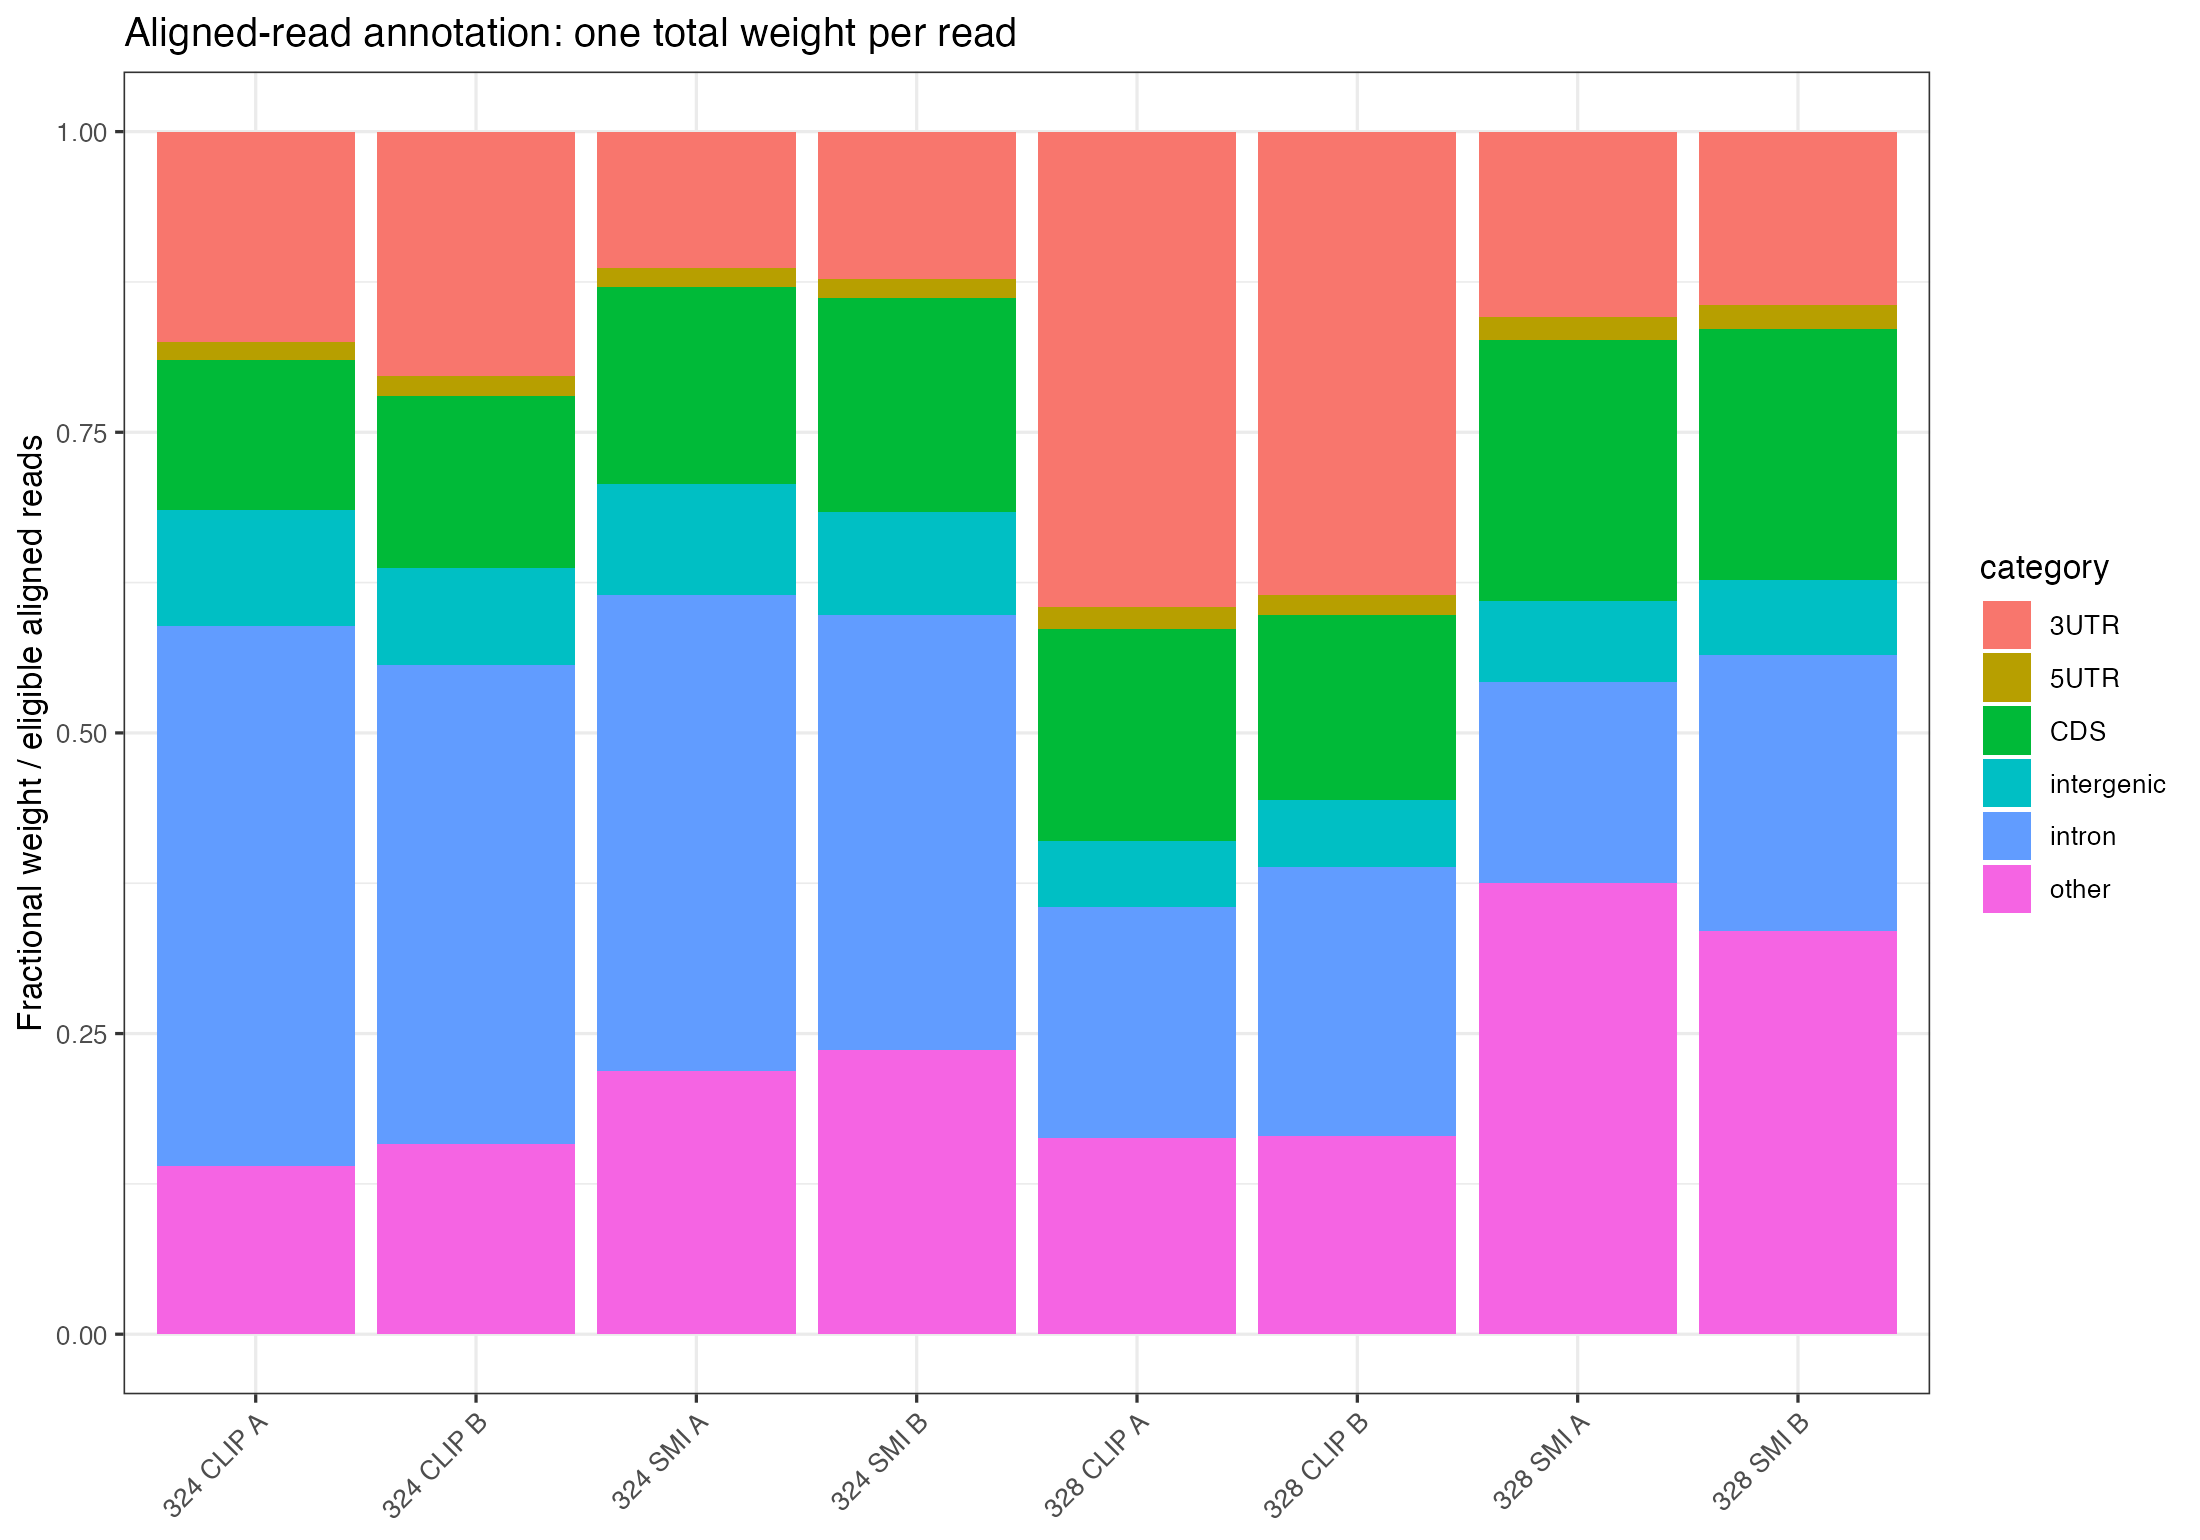 Aligned-read annotation: one total weight per read
Fractional weight / eligible aligned reads
1.00
0.75
0.50
0.25
0.00
324 CLIP A
324 CLIP B
324 SMI A
324 SMI B
328 CLIP A
328 CLIP B
328 SMI A
328 SMI B
category
3UTR
5UTR
CDS
intergenic
intron
other